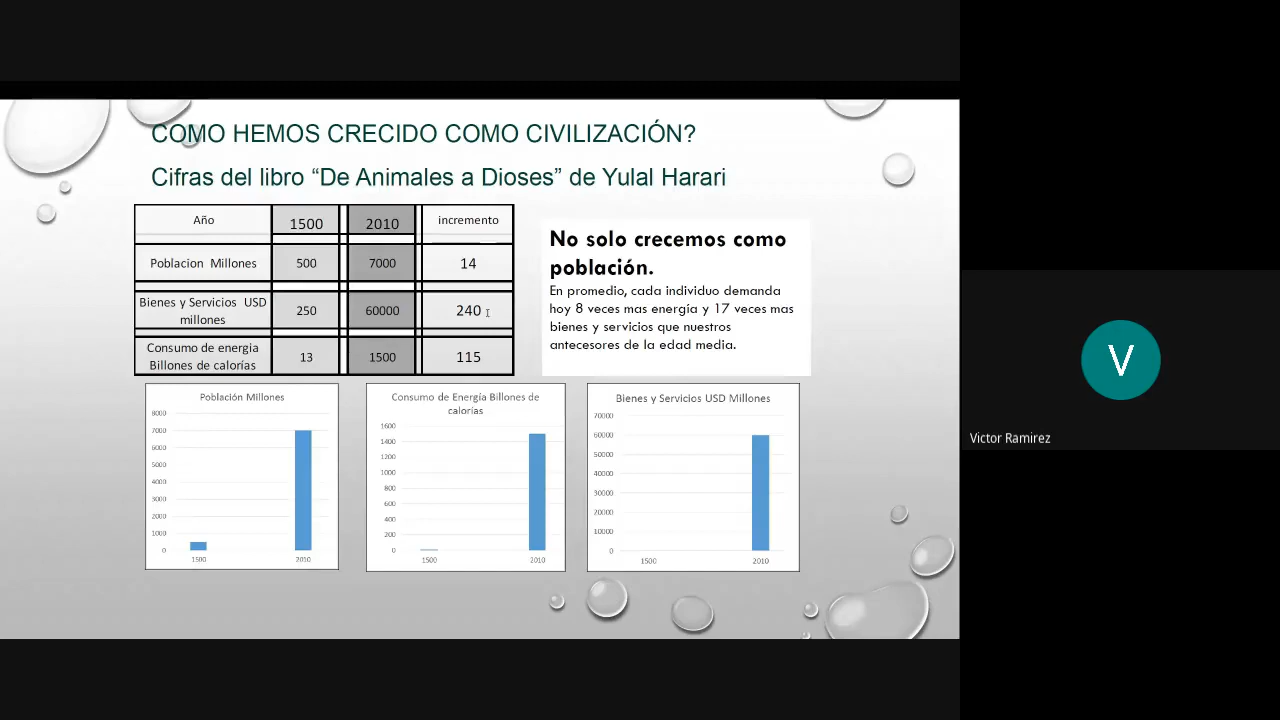 COMO HEMOS CRECIDO COMO CIVILIZACIÓN?
Cifras del libro “De Animales a Dioses” de Yulal Harari
Año 1500 2010 incremento
Poblacion Millones 500 7000 14
Bienes y Servicios USD
millones 250 60000 240
Consumo de energia
Billones de calorías 13 1500 115
No solo crecemos como
población.
En promedio, cada individuo demanda
hoy 8 veces mas energía y 17 veces mas
bienes y servicios que nuestros
antecesores de la edad media.
Población Millones
8000
7000
6000
5000
4000
3000
2000
1000
0
1500 2010
Consumo de Energía Billones de
calorías
1600
1400
1200
1000
800
600
400
200
0
1500 2010
Bienes y Servicios USD Millones
70000
60000
50000
40000
30000
20000
10000
0
1500 2010
V
Victor Ramirez